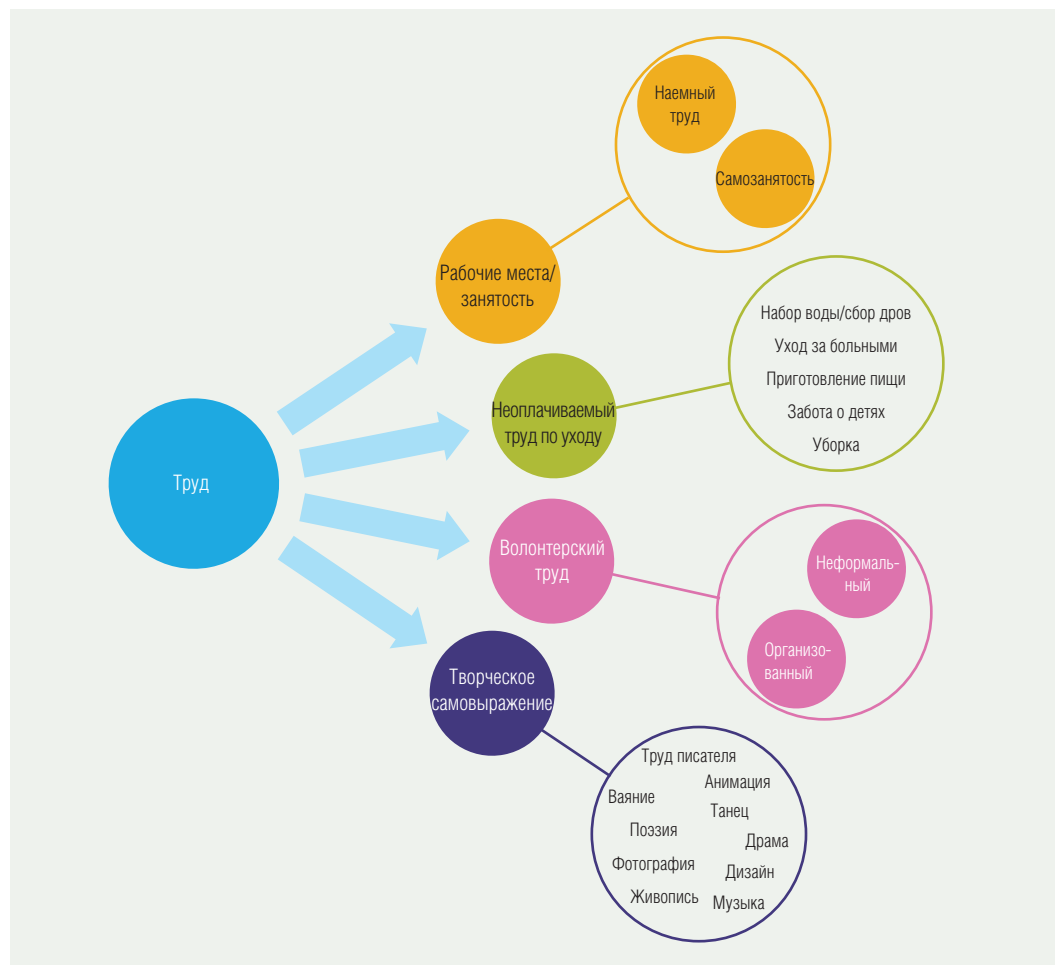 Наемный
труд
Самозанятость
Рабочие места/
занятость
Набор воды/сбор дров
Уход за больными
Приготовление пищи
Забота о детях
Уборка
Неоплачиваемый
труд по уходу
Труд
Волонтерский
труд
Неформаль-
ный
Организо-
ванный
Творческое
самовыражение
Труд писателя
Анимация
Ваяние
Танец
Поэзия
Драма
Фотография
Дизайн
Живопись
Музыка